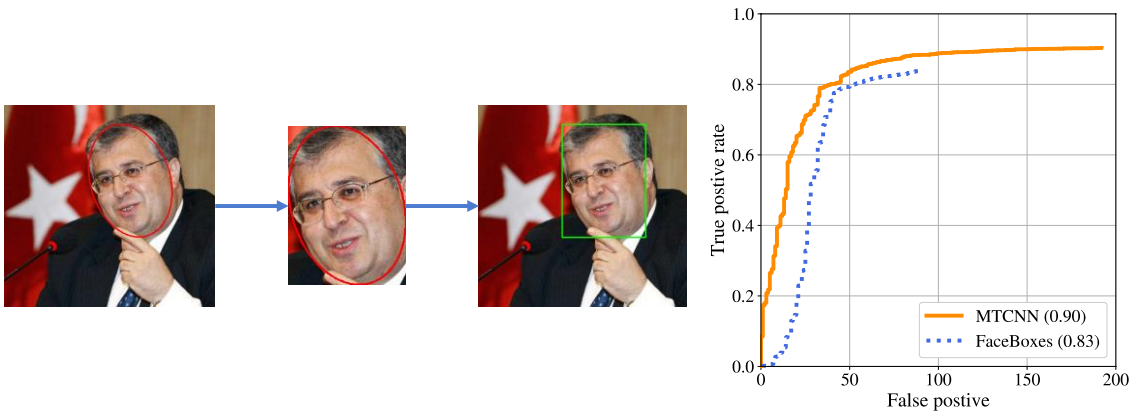 1.0
0.8
0.6
0.4
0.2
0.0
True postive rate
0
50
100
150
200
False postive
MTCNN (0.90)
FaceBoxes (0.83)